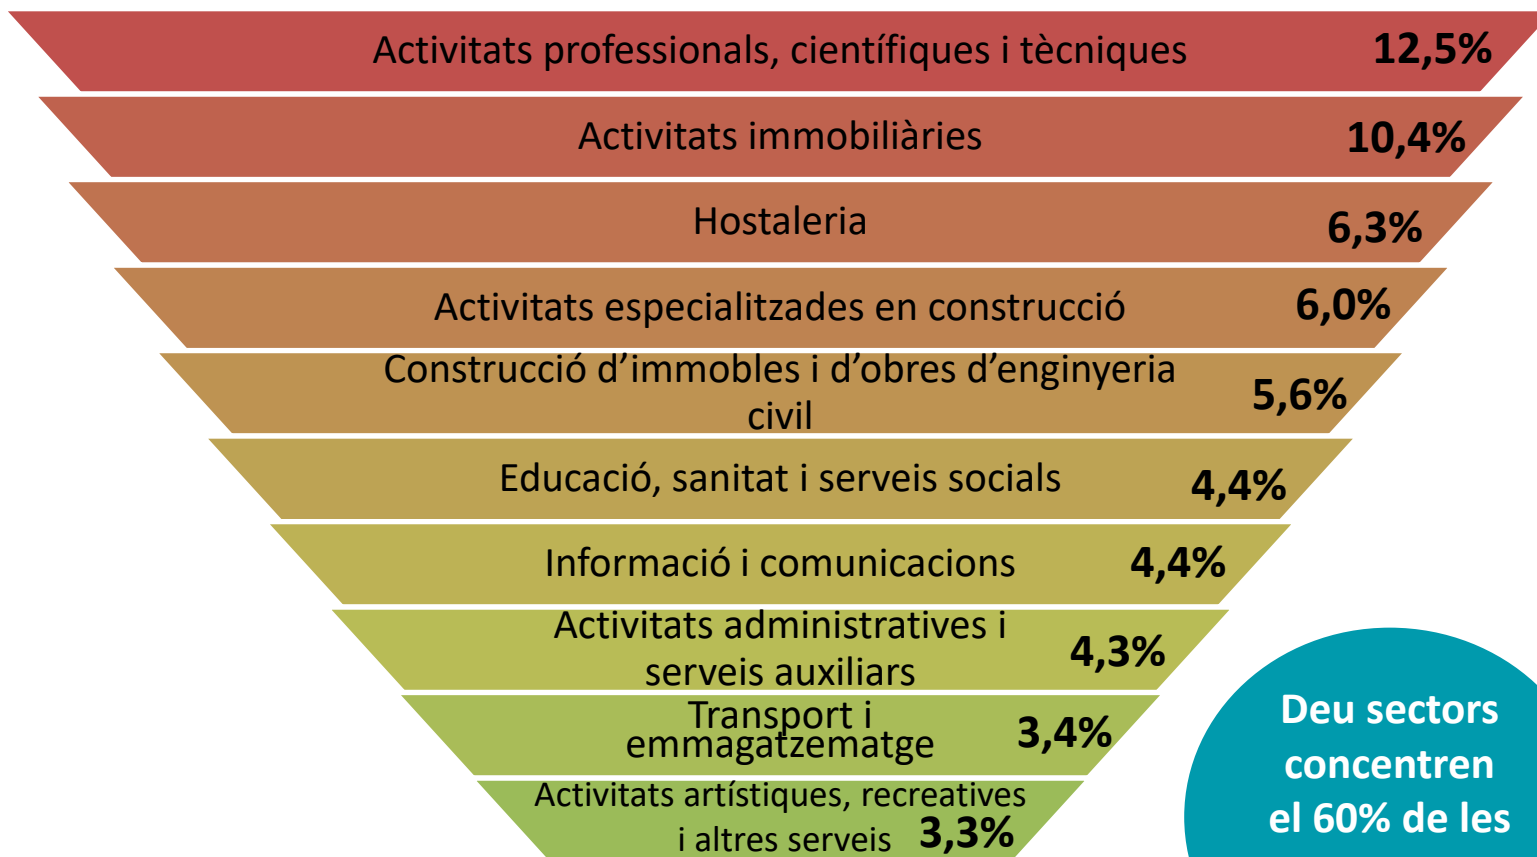 Activitats professionals, científiques i tècniques 12,5%
Activitats immobiliàries 10,4%
Hostaleria 6,3%
Activitats especialitzades en construcció 6,0%
Construcció d’immobles i d’obres d’enginyeria
civil 5,6%
Educació, sanitat i serveis socials 4,4%
Informació i comunicacions 4,4%
Activitats administratives i
serveis auxiliars 4,3%
Transport i
emmagatzematge 3,4%
Activitats artístiques, recreatives
i altres serveis 3,3%
Deu sectors
concentren
el 60% de les